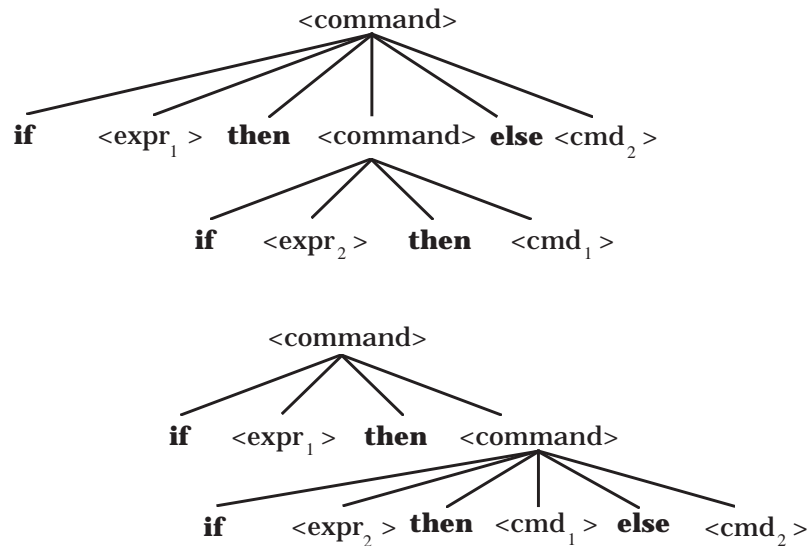 <command>
if <expr₁> then <command> else <cmd₂>
if <expr₂> then <cmd₁>
<command>
if <expr₁> then <command>
if <expr₂> then <cmd₁> else <cmd₂>